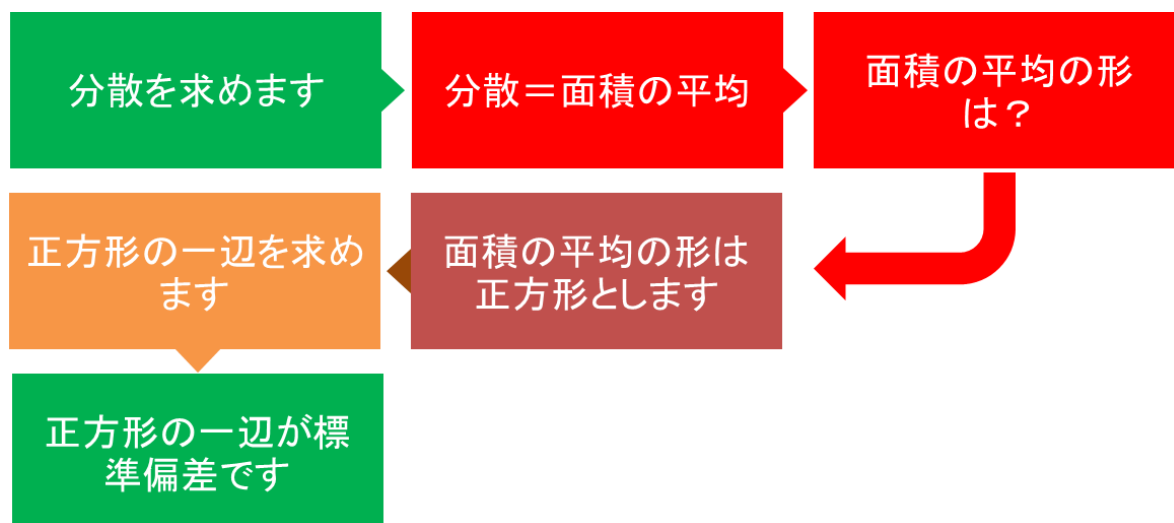 分散を求めます
分散＝面積の平均
面積の平均の形
は？
面積の平均の形は
正方形とします
正方形の一辺を求め
ます
正方形の一辺が標
準偏差です